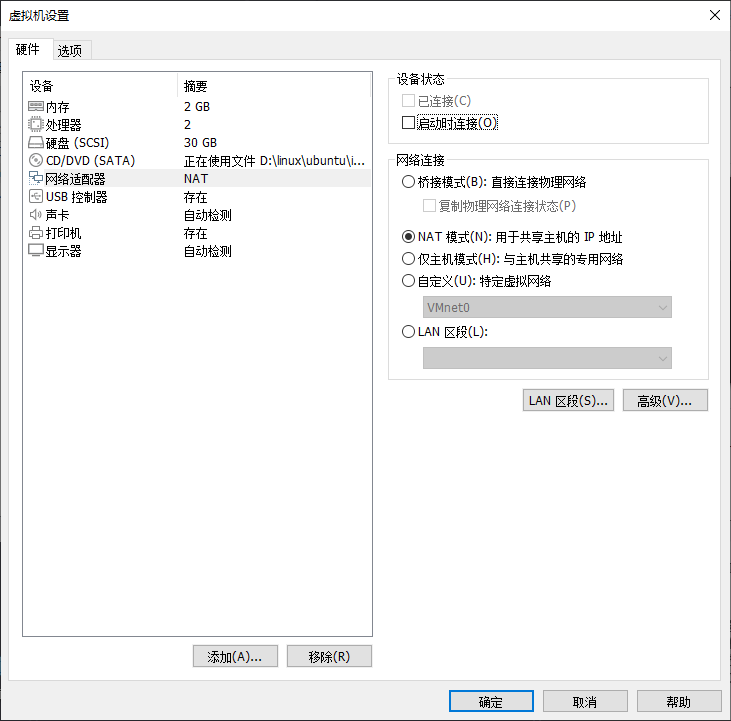 虚拟机设置
硬件 选项
设备 摘要
内存 2 GB
处理器 2
硬盘 (SCSI) 30 GB
CD/DVD (SATA) 正在使用文件 D:\linux\ubuntu\i...
网络适配器 NAT
USB 控制器 存在
声卡 自动检测
打印机 存在
显示器 自动检测
添加(A)... 移除(R)
设备状态
已连接(C)
启动时连接(O)
网络连接
桥接模式(B): 直接连接物理网络
复制物理网络连接状态(P)
NAT 模式(N): 用于共享主机的 IP 地址
仅主机模式(H): 与主机共享的专用网络
自定义(U): 特定虚拟网络
VMnet0
LAN 区段(L):
LAN 区段(S)... 高级(V)...
确定 取消 帮助